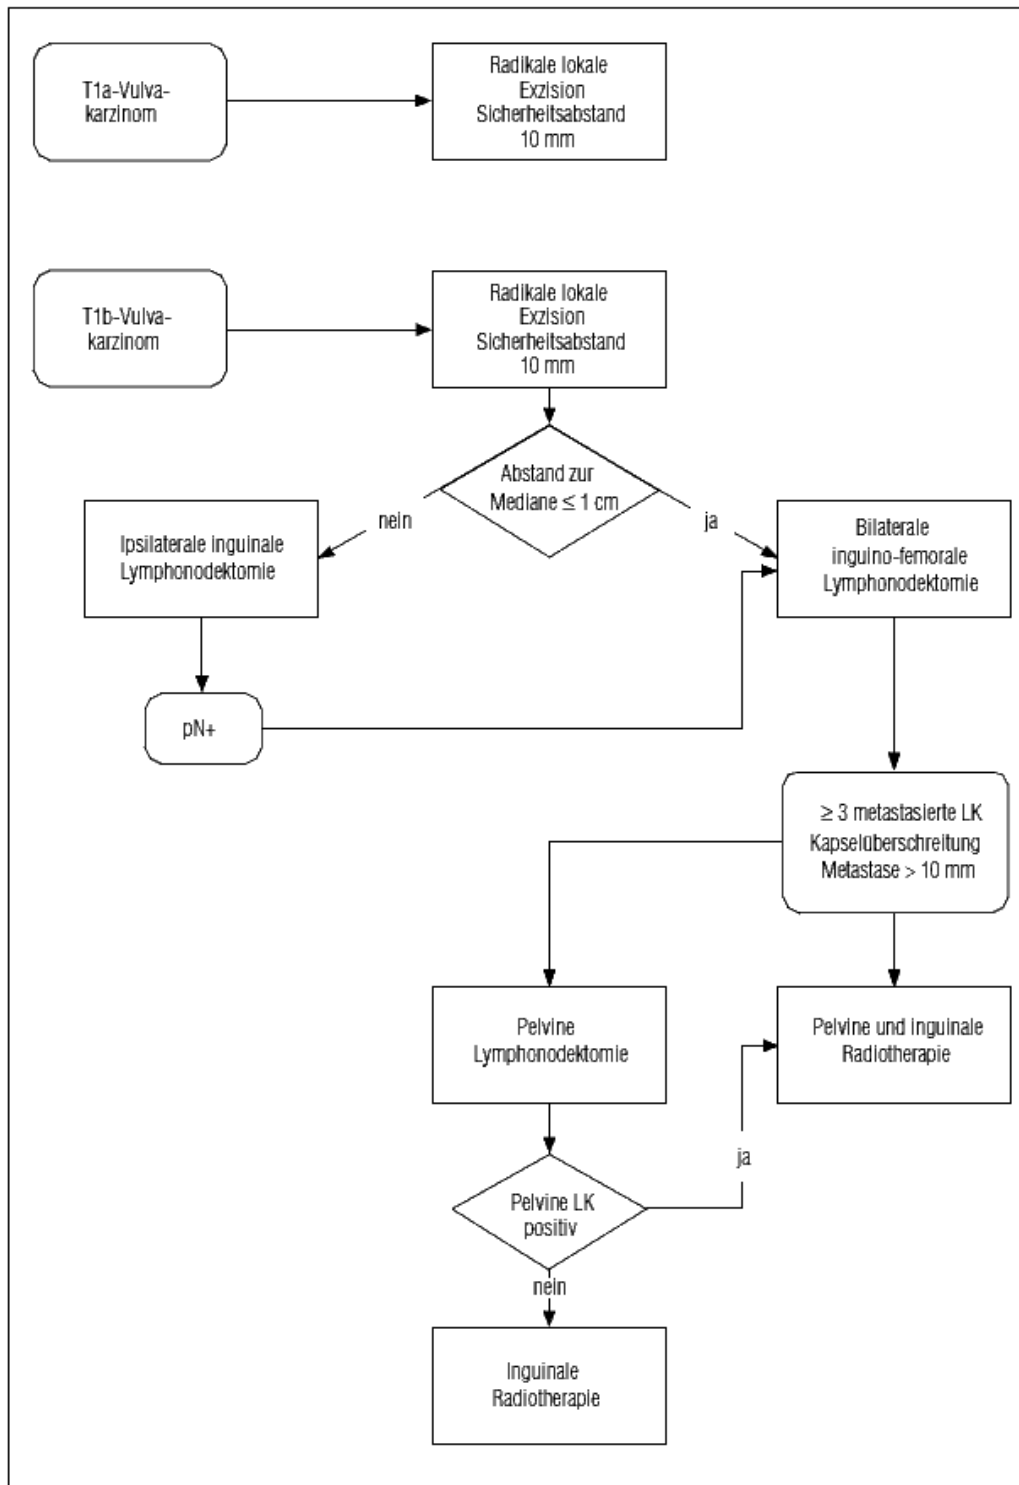 T1a-Vulva-
karzinom
Radikale lokale
Exzision
Sicherheitsabstand
10 mm
T1b-Vulva-
karzinom
Radikale lokale
Exzision
Sicherheitsabstand
10 mm
Abstand zur
Mediane ≤ 1 cm
nein
ja
Ipsilaterale inguinale
Lymphonodektomie
Bilaterale
inguino-femorale
Lymphonodektomie
pN+
≥ 3 metastasierte LK
Kapselüberschreitung
Metastase > 10 mm
Pelvine
Lymphonodektomie
Pelvine und inguinale
Radiotherapie
ja
Pelvine LK
positiv
nein
Inguinale
Radiotherapie